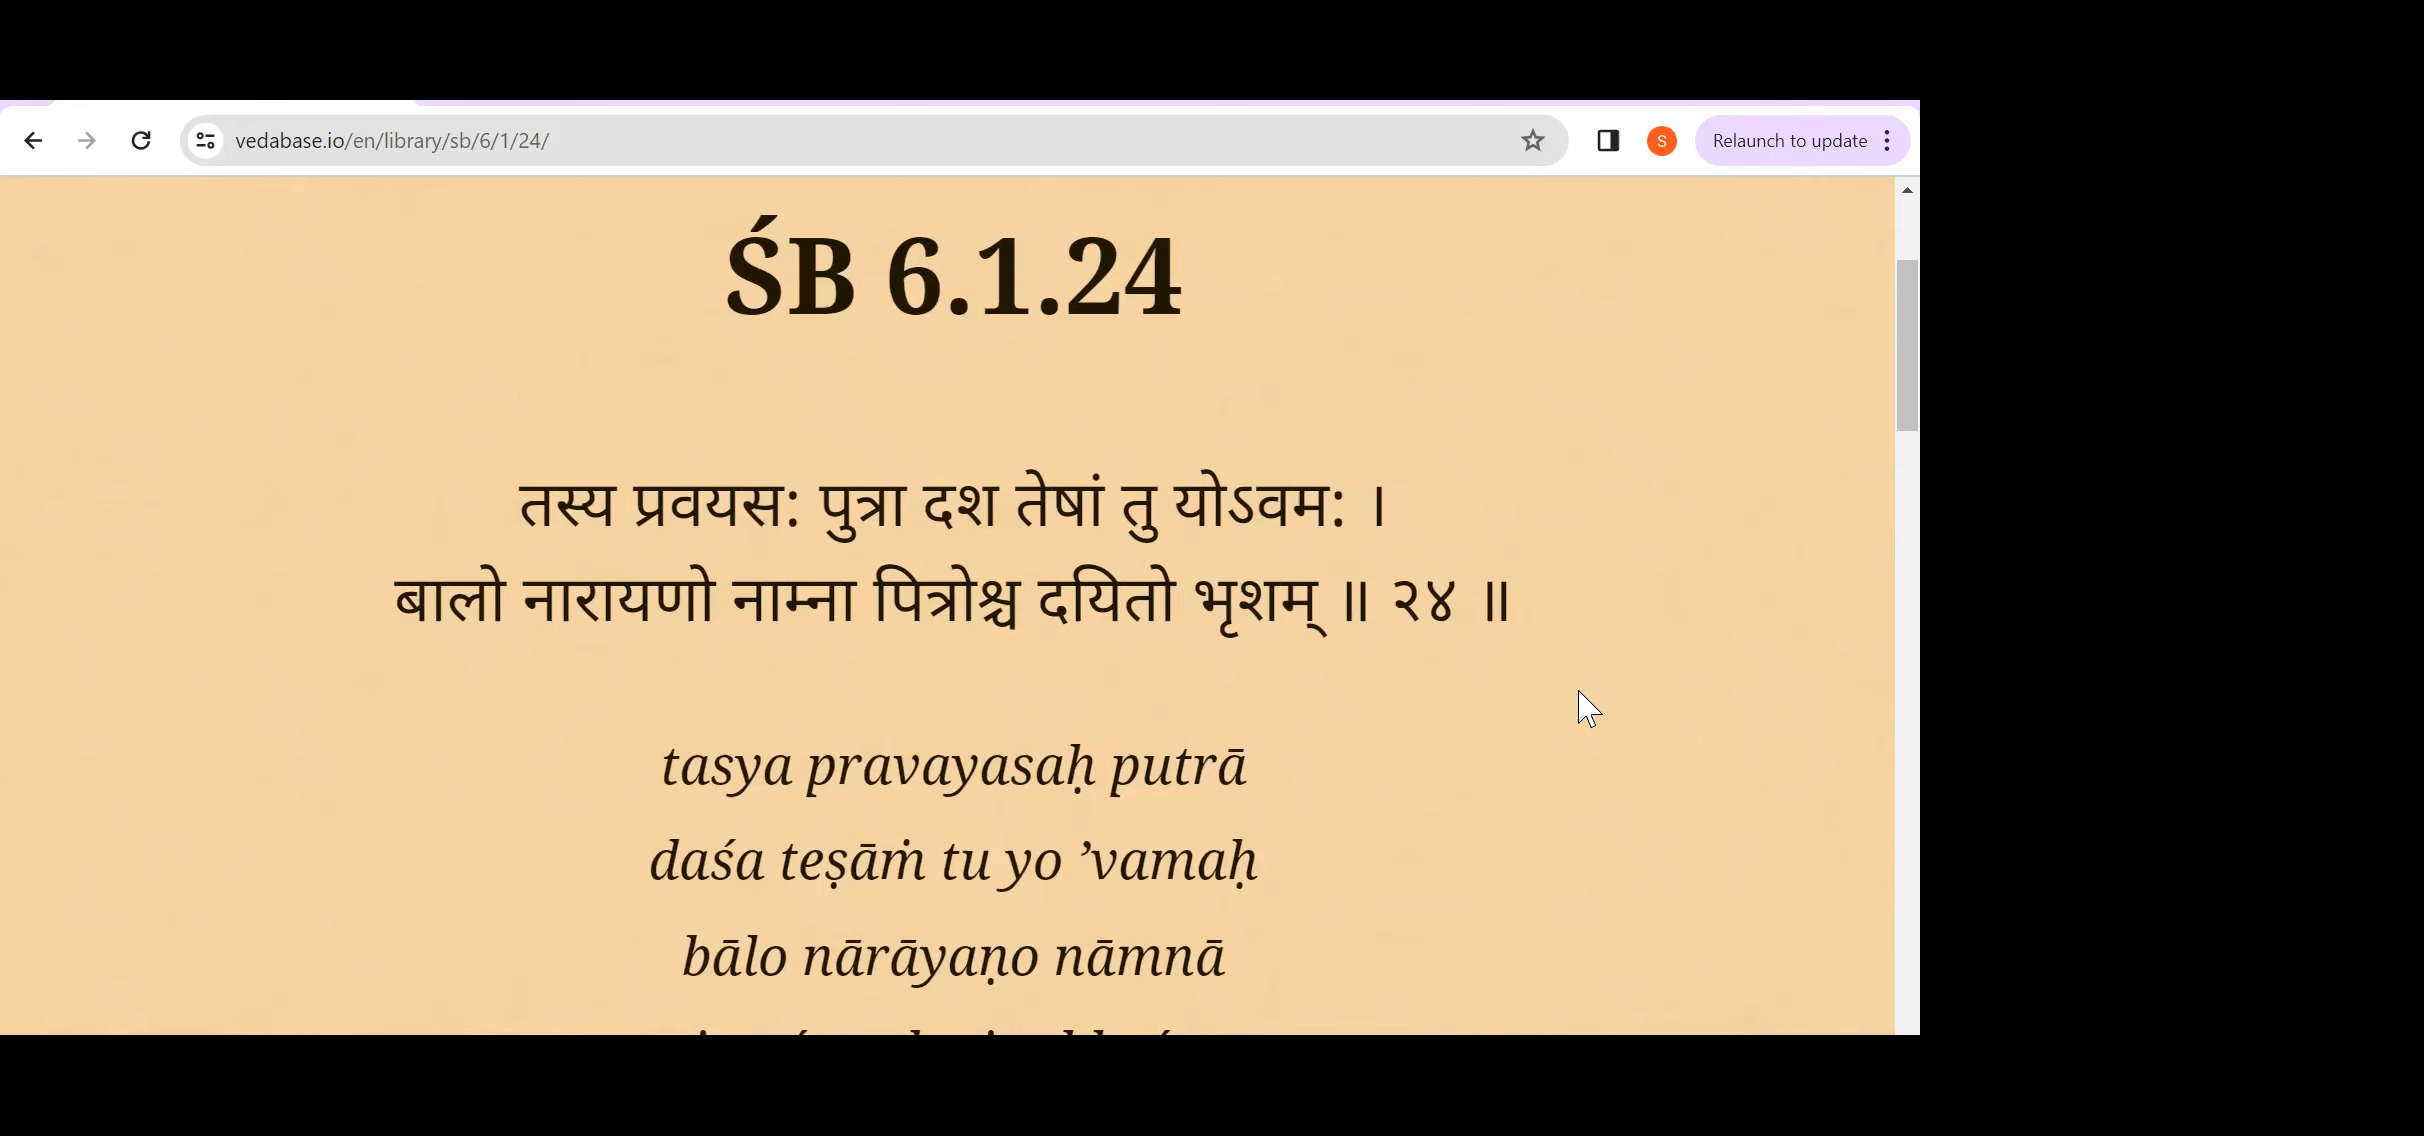 vedabase.io/en/library/sb/6/1/24/
S
Relaunch to update
ŚB 6.1.24
तस्य प्रवयस: पुत्रा दश तेषां तु योऽवम: ।
बालो नारायणो नाम्ना पित्रोश्च दयितो भृशम् ॥ २४ ॥
tasya pravayasaḥ putrā
daśa teṣāṁ tu yo ’vamaḥ
bālo nārāyaṇo nāmnā